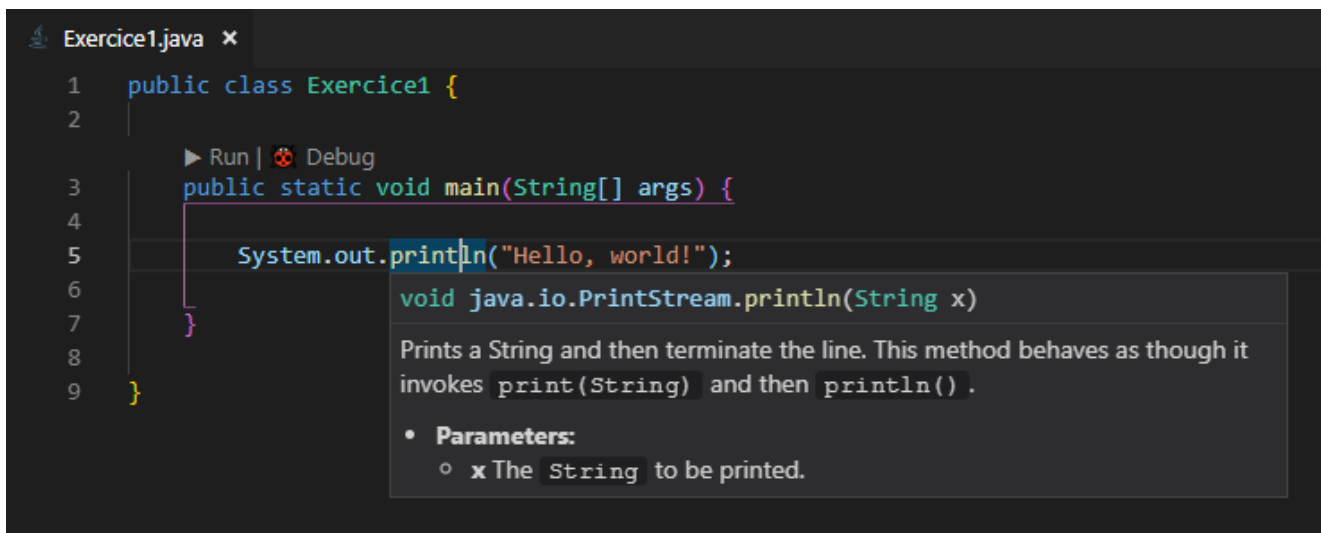 Exercice1.java ×
1 public class Exercice1 {
2
▶ Run | 🐞 Debug
3 public static void main(String[] args) {
4
5 System.out.println("Hello, world!");
6
7 }
8
9 }
void java.io.PrintStream.println(String x)
Prints a String and then terminate the line. This method behaves as though it
invokes print(String) and then println() .
• Parameters:
○ x The String to be printed.